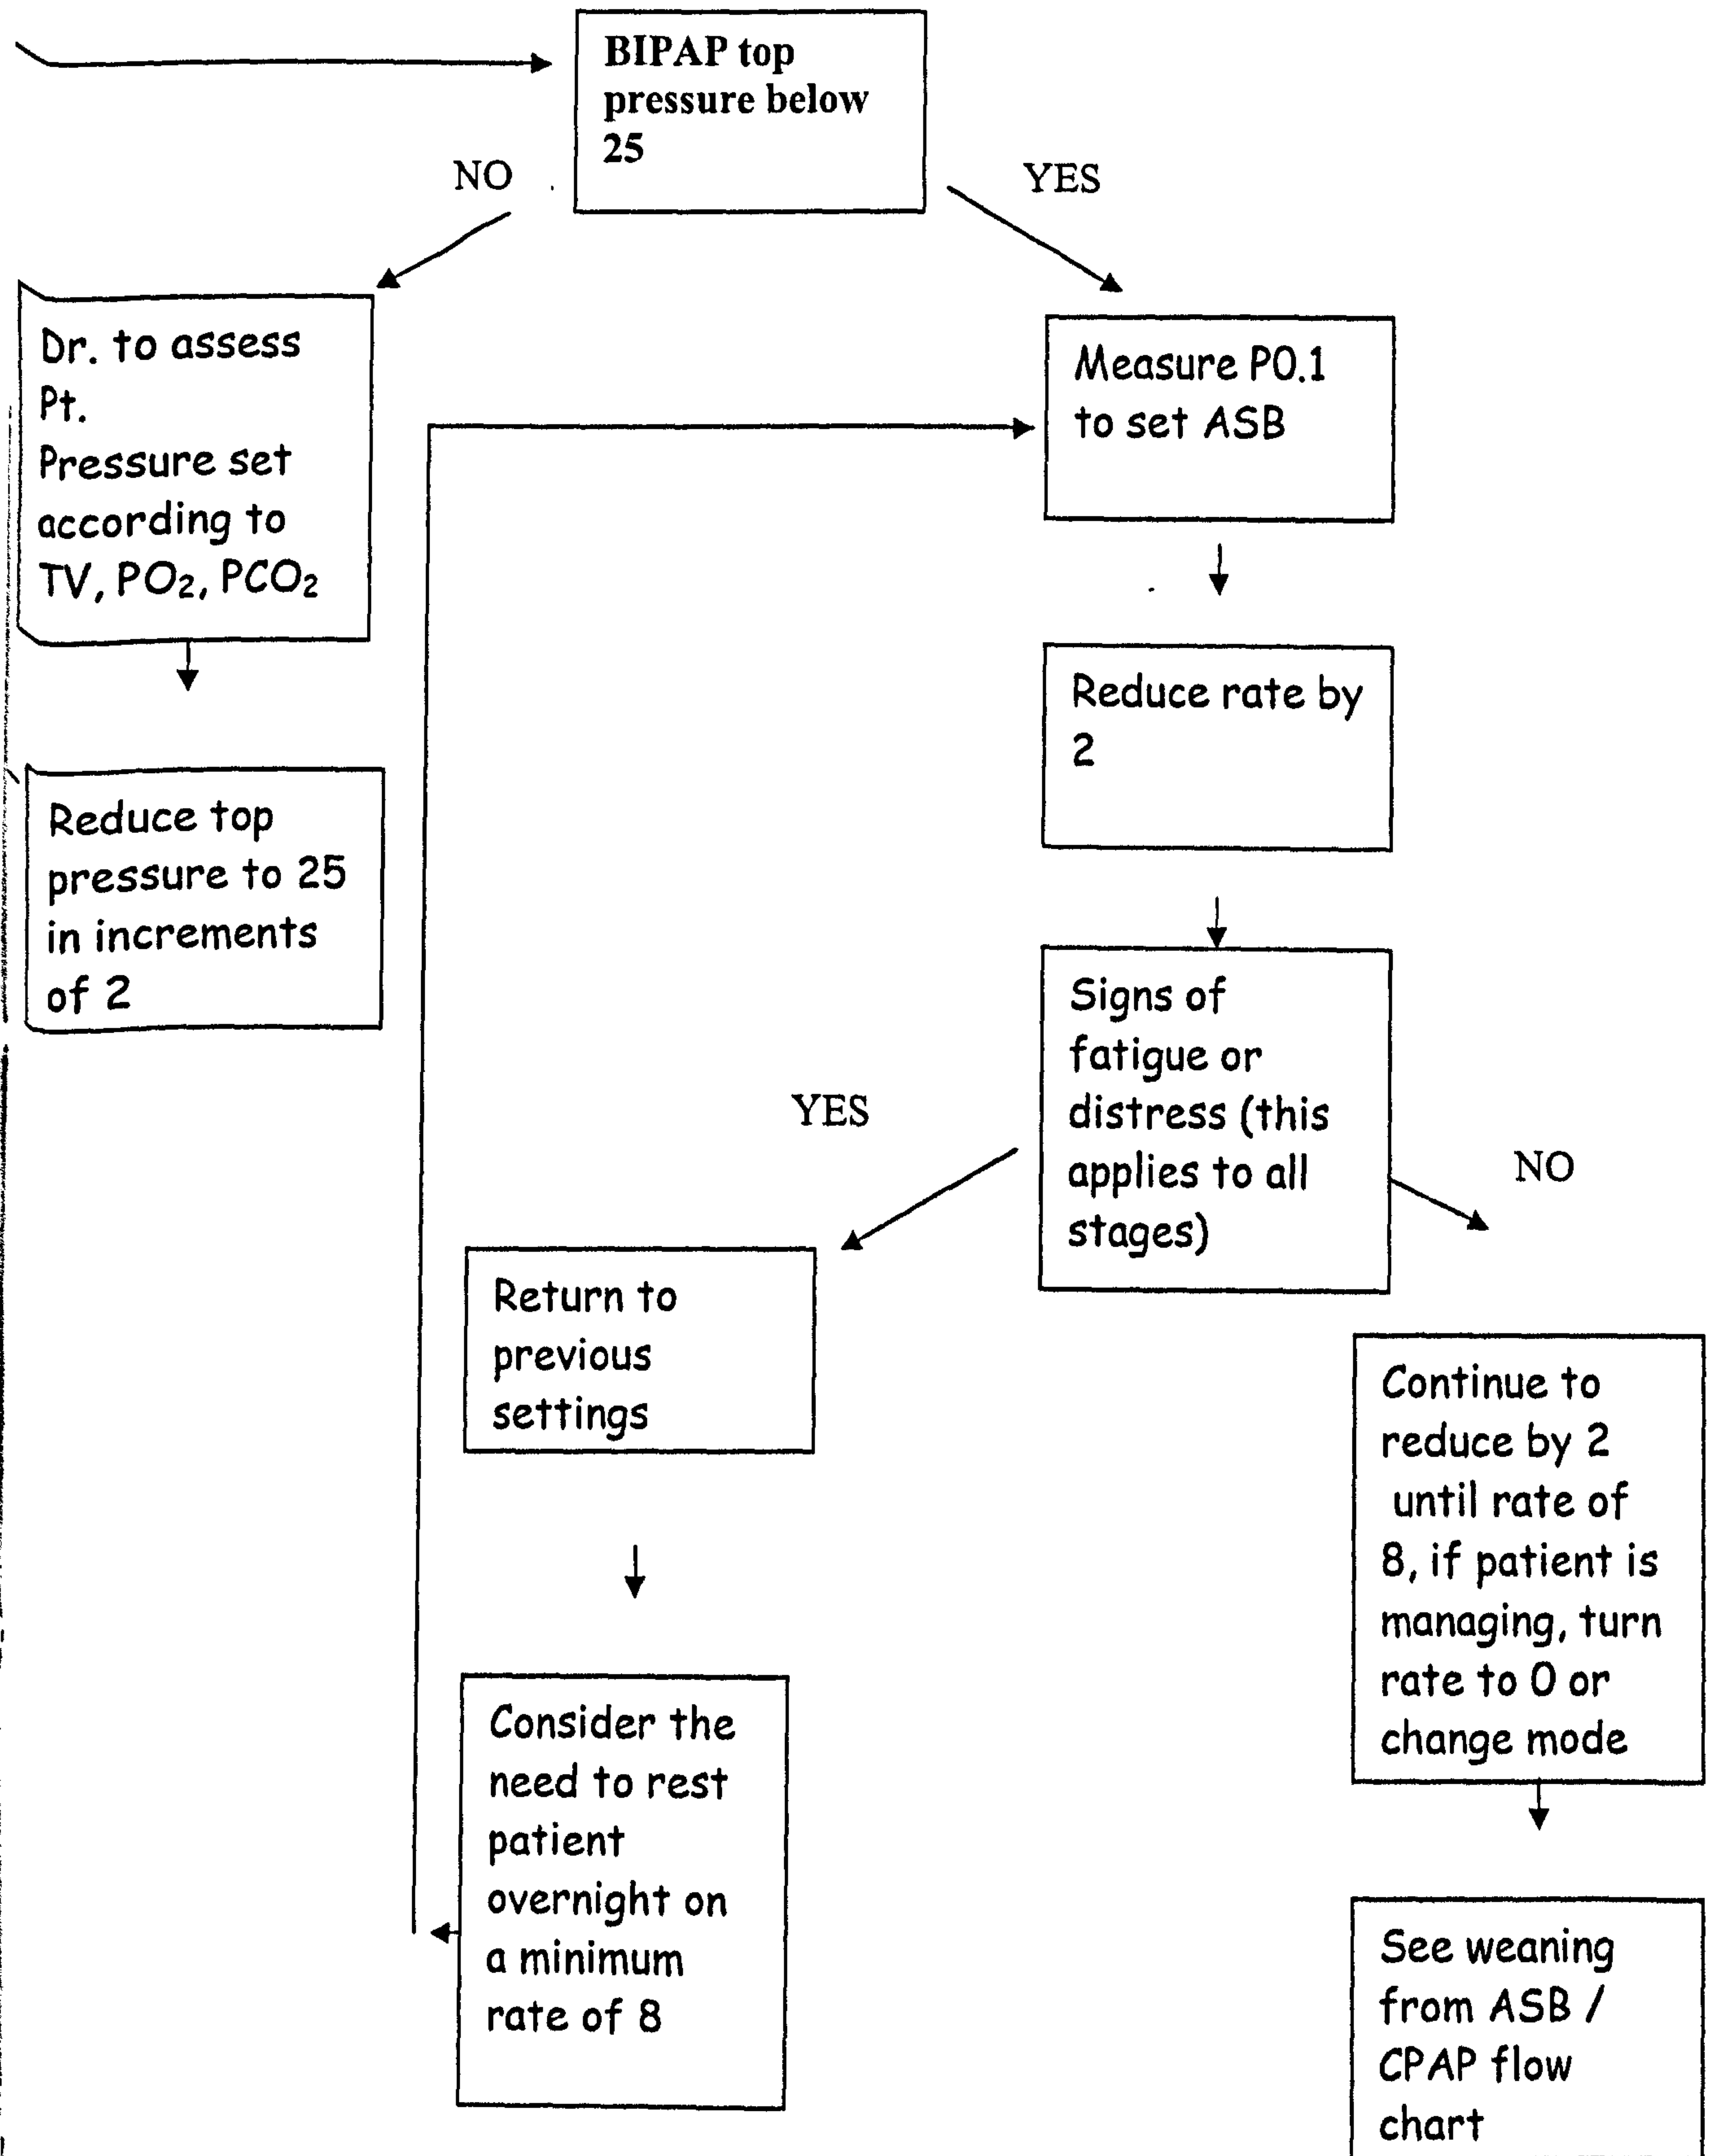 BIPAP top
pressure below
25
NO
YES
Dr. to assess
Pt.
Pressure set
according to
TV, PO₂, PCO₂
Measure P0.1
to set ASB
Reduce top
pressure to 25
in increments
of 2
Reduce rate by
2
Signs of
fatigue or
distress (this
applies to all
stages)
YES
NO
Return to
previous
settings
Continue to
reduce by 2
until rate of
8, if patient is
managing, turn
rate to 0 or
change mode
Consider the
need to rest
patient
overnight on
a minimum
rate of 8
See weaning
from ASB /
CPAP flow
chart